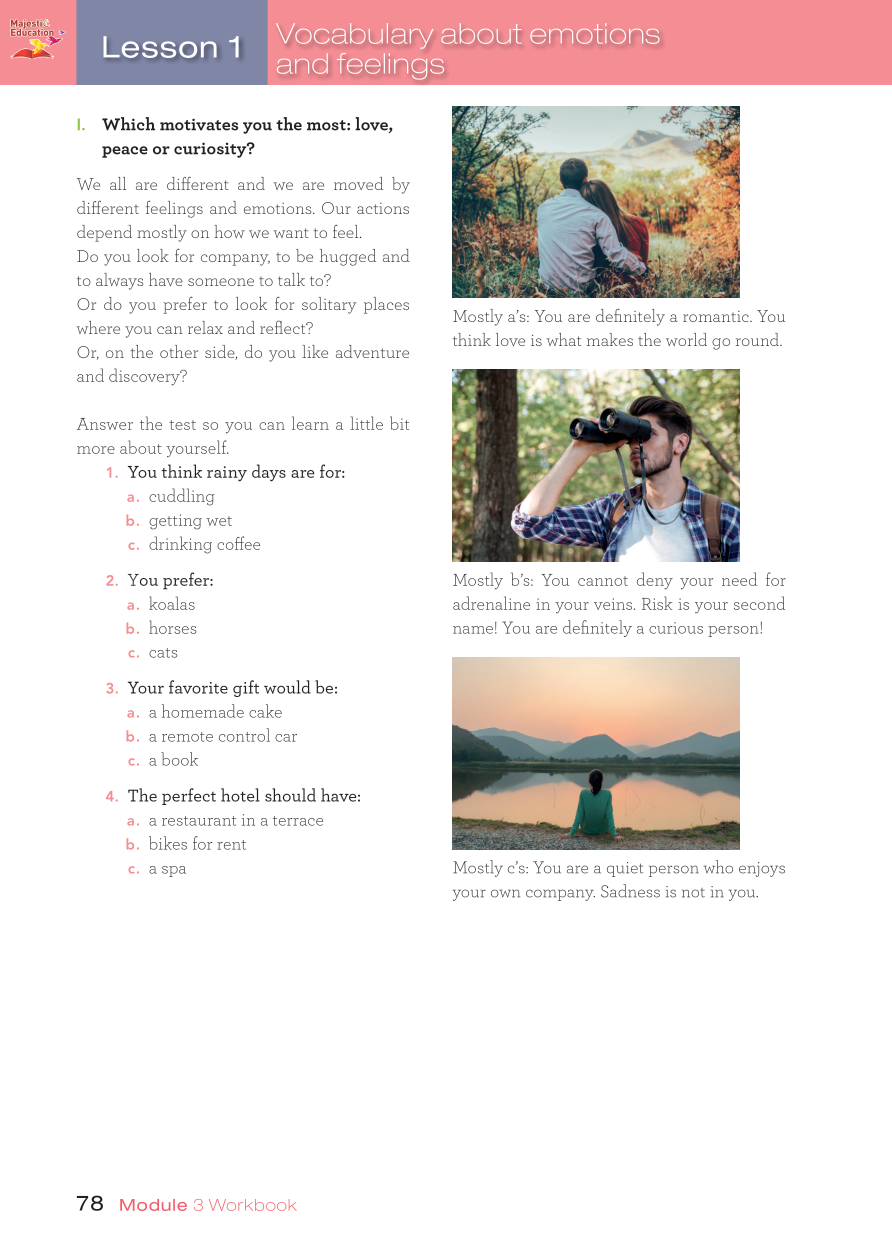 Majestic
Education
Lesson 1
Vocabulary about emotions
and feelings
I. Which motivates you the most: love,
peace or curiosity?
We all are different and we are moved by
different feelings and emotions. Our actions
depend mostly on how we want to feel.
Do you look for company, to be hugged and
to always have someone to talk to?
Or do you prefer to look for solitary places
where you can relax and reflect?
Or, on the other side, do you like adventure
and discovery?
Answer the test so you can learn a little bit
more about yourself.
1. You think rainy days are for:
a. cuddling
b. getting wet
c. drinking coffee
2. You prefer:
a. koalas
b. horses
c. cats
3. Your favorite gift would be:
a. a homemade cake
b. a remote control car
c. a book
4. The perfect hotel should have:
a. a restaurant in a terrace
b. bikes for rent
c. a spa
Mostly a’s: You are definitely a romantic. You
think love is what makes the world go round.
Mostly b’s: You cannot deny your need for
adrenaline in your veins. Risk is your second
name! You are definitely a curious person!
Mostly c’s: You are a quiet person who enjoys
your own company. Sadness is not in you.
78 Module 3 Workbook